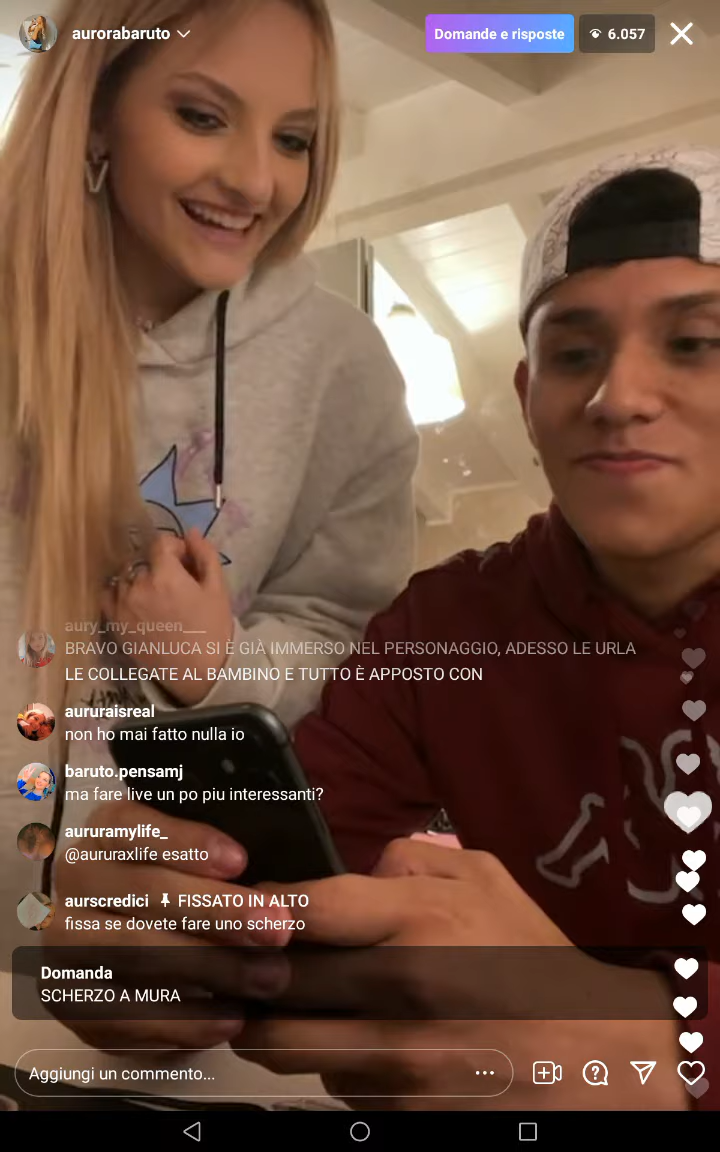 aurorabaruto
Domande e risposte
6.057
aury_my_queen___
BRAVO GIANLUCA SI È GIÀ IMMERSO NEL PERSONAGGIO, ADESSO LE URLA
LE COLLEGATE AL BAMBINO E TUTTO È APPOSTO CON
aururaisreal
non ho mai fatto nulla io
baruto.pensamj
ma fare live un po piu interessanti?
aururamylife_
@aururaxlife esatto
aurscredici FISSATO IN ALTO
fissa se dovete fare uno scherzo
Domanda
SCHERZO A MURA
Aggiungi un commento...